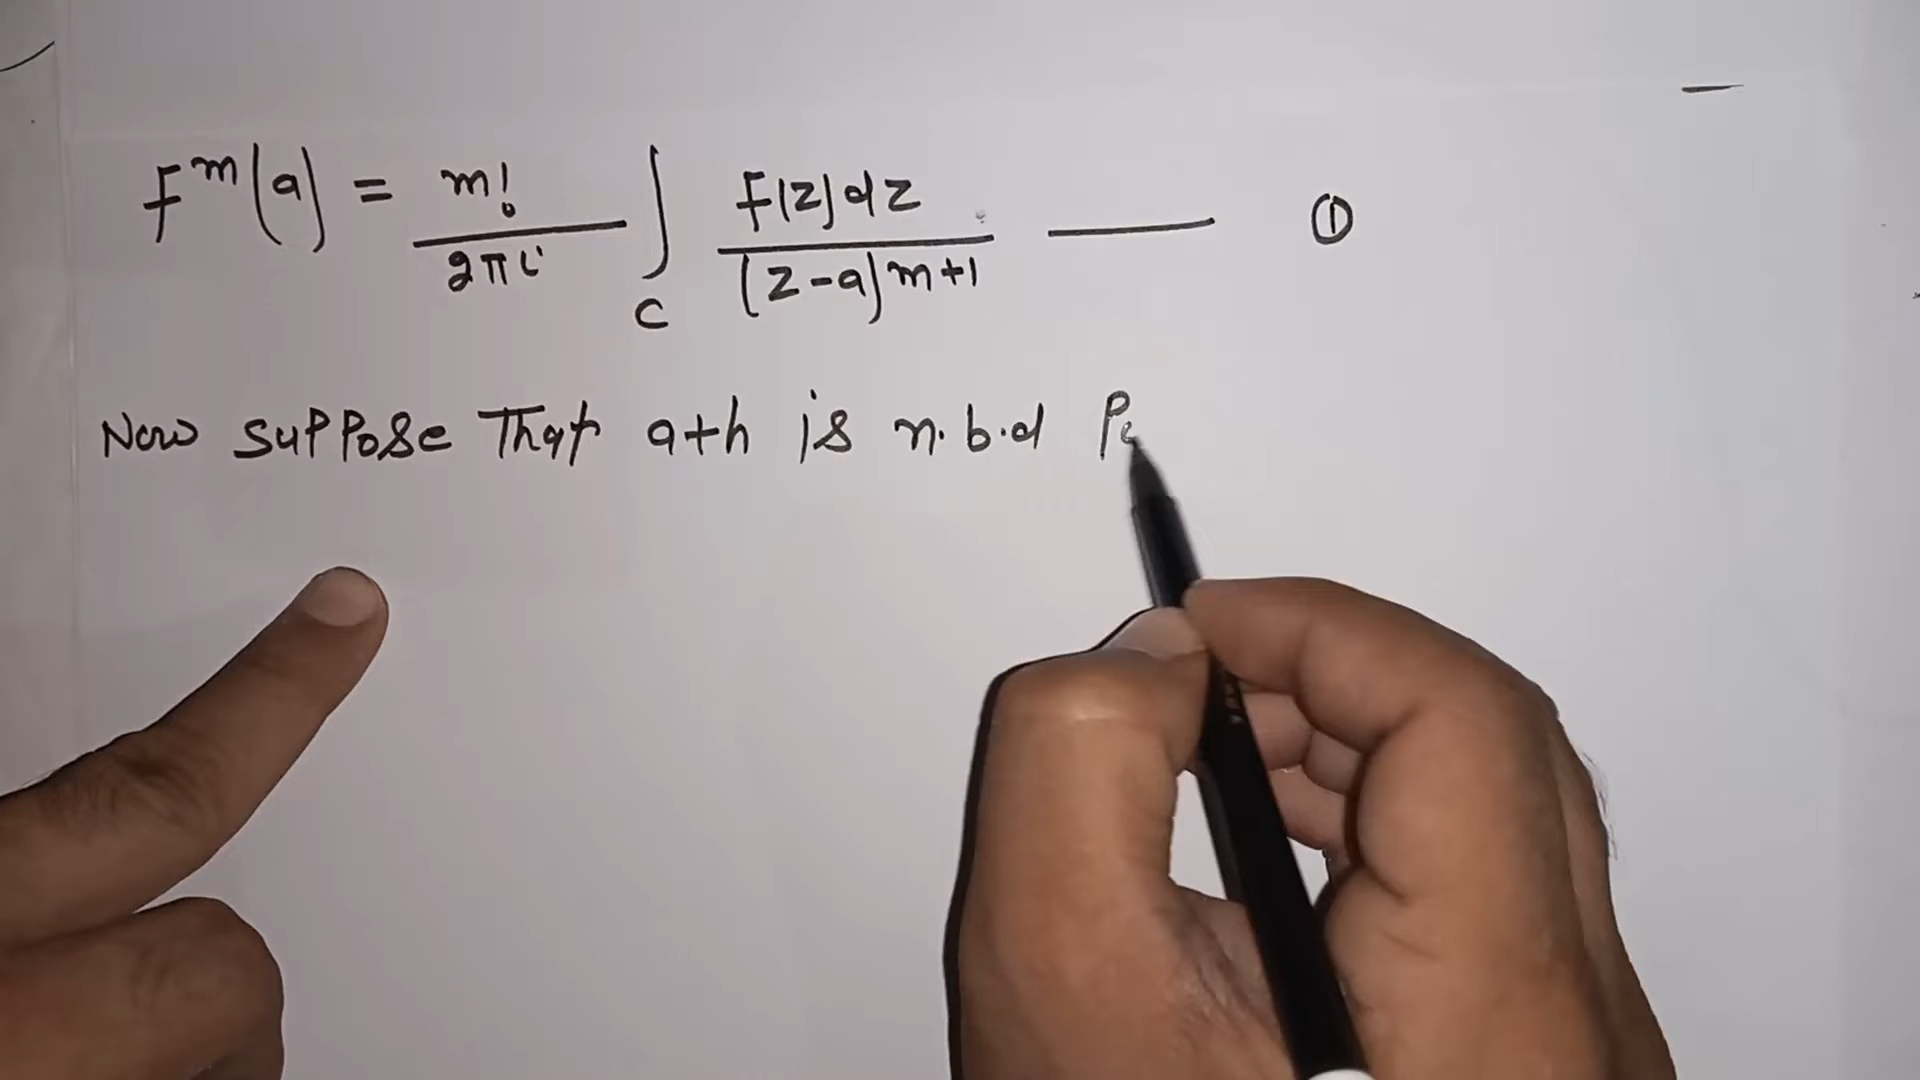 F^m(a) = m!/2πi ∫_C F(z)dz/(z-a)^m+1 —— ①
Now suppose That a+h is n.b.d